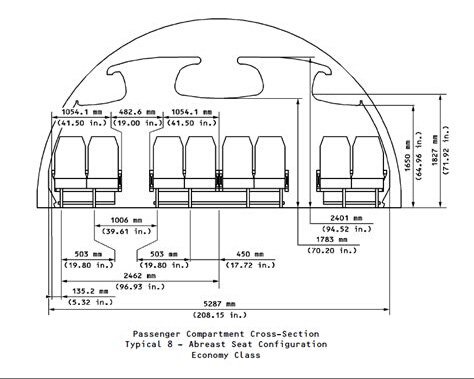 1054.1 mm 482.6 mm 1054.1 mm
(41.50 in.) (19.00 in.) (41.50 in.)
1650 mm
(64.96 in.)
1827 mm
(71.92 in.)
1006 mm
(39.61 in.)
2401 mm
(94.52 in.)
1783 mm
(70.20 in.)
503 mm 503 mm 450 mm
(19.80 in.) (19.80 in.) (17.72 in.)
2462 mm
(96.93 in.)
135.2 mm
(5.32 in.)
5287 mm
(208.15 in.)
Passenger Compartment Cross-Section
Typical 8 - Abreast Seat Configuration
Economy Class